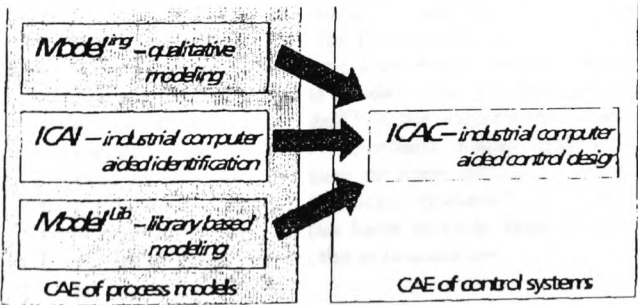 Model^ing – qualitative
modeling
ICAI – industrial computer
aided identification
Model^Lib – library based
modeling
CAE of process models
ICAC – industrial computer
aided control design
CAE of control systems